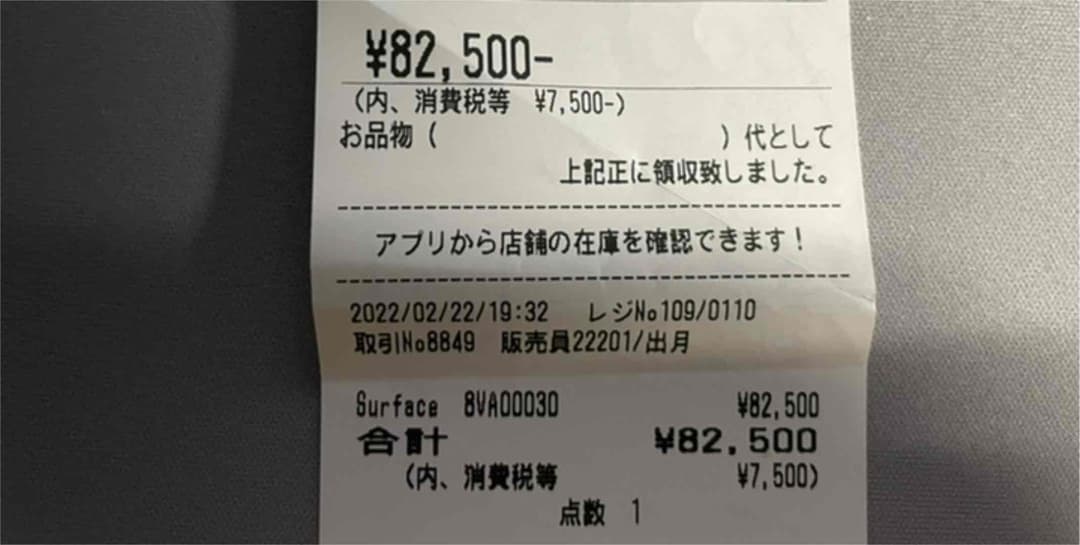 ¥82,500-
(内、消費税等 ¥7,500-)
お品物( )代として
上記正に領収致しました。
アプリから店舗の在庫を確認できます!
2022/02/22/19:32 レジNo109/0110
取引No8849 販売員22201/出月
Surface 8VA00030 ¥82,500
合計 ¥82,500
(内、消費税等 ¥7,500)
点数 1